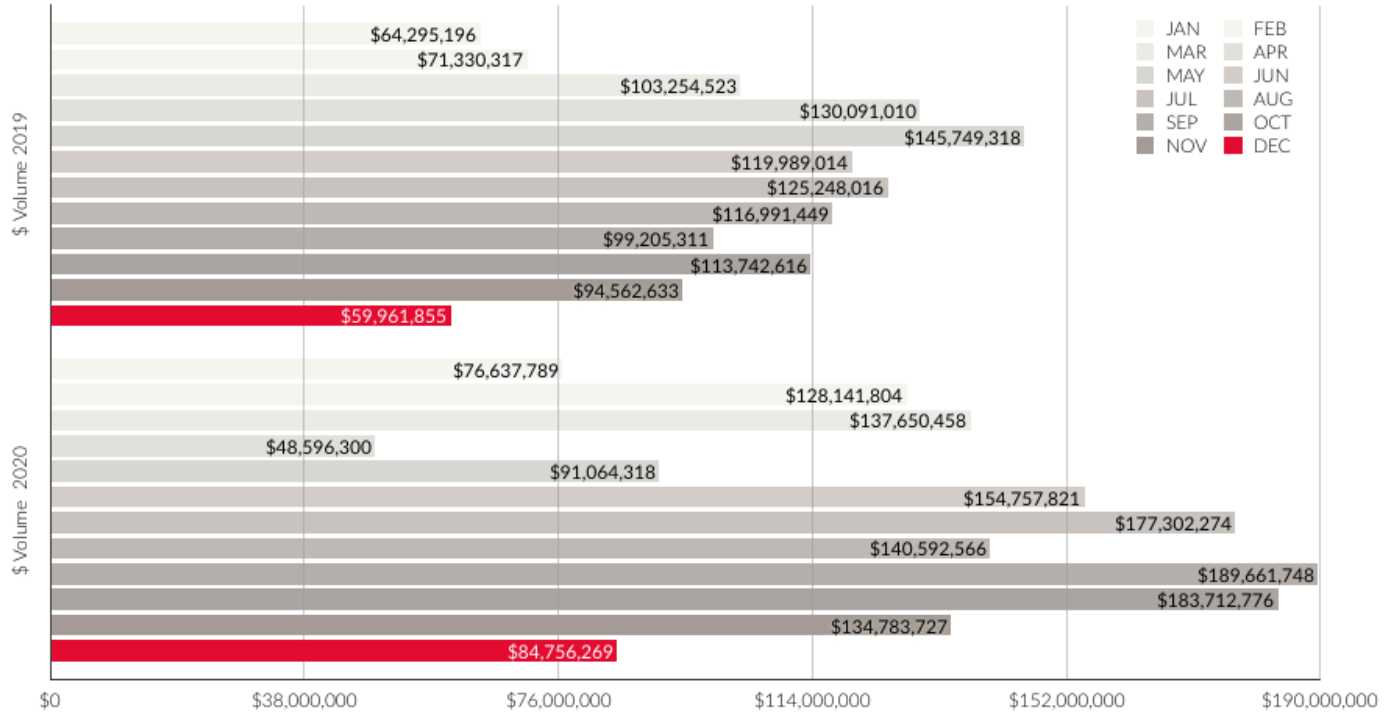 $ Volume 2019
$64,295,196
$71,330,317
$103,254,523
$130,091,010
$145,749,318
$119,989,014
$125,248,016
$116,991,449
$99,205,311
$113,742,616
$94,562,633
$59,961,855
JAN FEB
MAR APR
MAY JUN
JUL AUG
SEP OCT
NOV DEC
$ Volume 2020
$76,637,789
$128,141,804
$137,650,458
$48,596,300
$91,064,318
$154,757,821
$177,302,274
$140,592,566
$189,661,748
$183,712,776
$134,783,727
$84,756,269
$0 $38,000,000 $76,000,000 $114,000,000 $152,000,000 $190,000,000